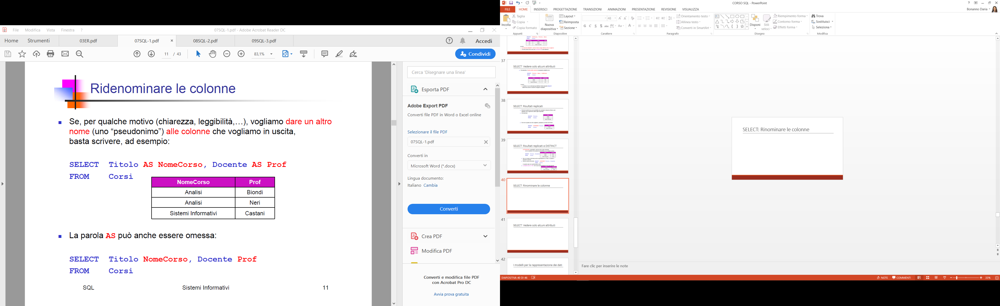 File Modifica Vista Finestra ?
07SQL-1.pdf - Adobe Acrobat Reader DC
Home Strumenti 03ER.pdf 07SQL-1.pdf × 08SQL-2.pdf 09SQL-3.pdf Accedi
11 / 43 83,1% Condividi
Ridenominare le colonne
Se, per qualche motivo (chiarezza, leggibilità,…), vogliamo dare un altro
nome (uno “pseudonimo”) alle colonne che vogliamo in uscita,
basta scrivere, ad esempio:
SELECT Titolo AS NomeCorso, Docente AS Prof
FROM Corsi
NomeCorso Prof
Analisi Biondi
Analisi Neri
Sistemi Informativi Castani
La parola AS può anche essere omessa:
SELECT Titolo NomeCorso, Docente Prof
FROM Corsi
SQL Sistemi Informativi 11
Cerca 'Disegnare una linea'
Esporta PDF
Adobe Export PDF
Converti file PDF in Word o Excel online
Selezionare il file PDF
07SQL-1.pdf
Converti in
Microsoft Word (*.docx)
Lingua documento:
Italiano Cambia
Converti
Crea PDF
Modifica PDF
Converti e modifica file PDF
con Acrobat Pro DC
Avvia prova gratuita
CORSO SQL - PowerPoint
FILE HOME INSERISCI PROGETTAZIONE TRANSIZIONI ANIMAZIONI PRESENTAZIONE REVISIONE VISUALIZZA Bonanno Daria
Incolla
Taglia
Copia
Copia formato
Appunti
Nuova
diapositiva
Layout
Reimposta
Sezione
Diapositive
48
G C S S abc AV Aa A
Carattere
Orientamento testo
Allinea testo
Converti in SmartArt
Paragrafo
Disponi
Stili
veloci
Riempimento forma
Contorno forma
Effetti forma
Disegno
Trova
Sostituisci
Seleziona
Modifica
37
SELECT: Vedere solo alcuni attributi
38
SELECT: Risultati replicati
39
SELECT: Risultati replicati e DISTINCT
40
SELECT: Rinominare le colonne
41
SELECT: Vedere solo alcuni attributi
42
I modelli per la rappresentazione dei dati
SELECT: Rinominare le colonne
Fare clic per inserire le note
DIAPOSITIVA 40 DI 46 NOTE COMMENTI 33%